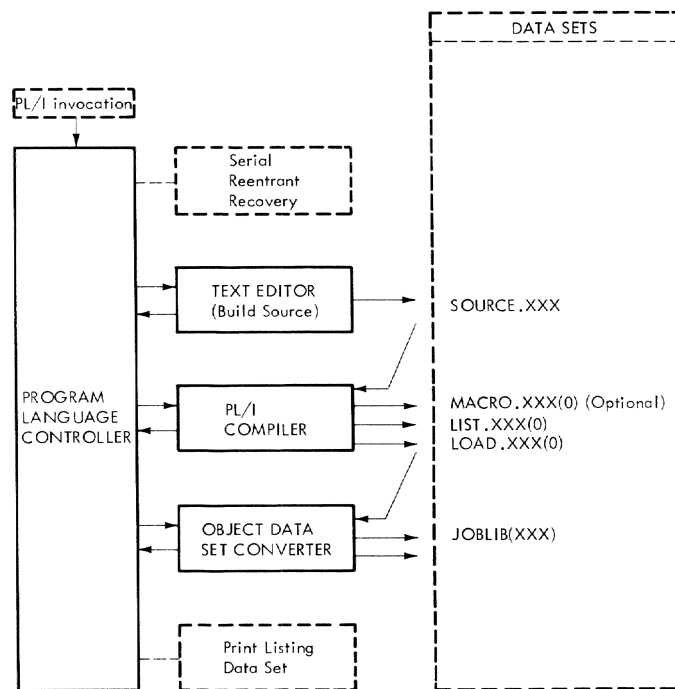 DATA SETS
PL/I invocation
Serial
Reentrant
Recovery
TEXT EDITOR
(Build Source)
SOURCE.XXX
PROGRAM
LANGUAGE
CONTROLLER
PL/I
COMPILER
MACRO.XXX(0) (Optional)
LIST.XXX(0)
LOAD.XXX(0)
OBJECT DATA
SET CONVERTER
JOBLIB(XXX)
Print Listing
Data Set